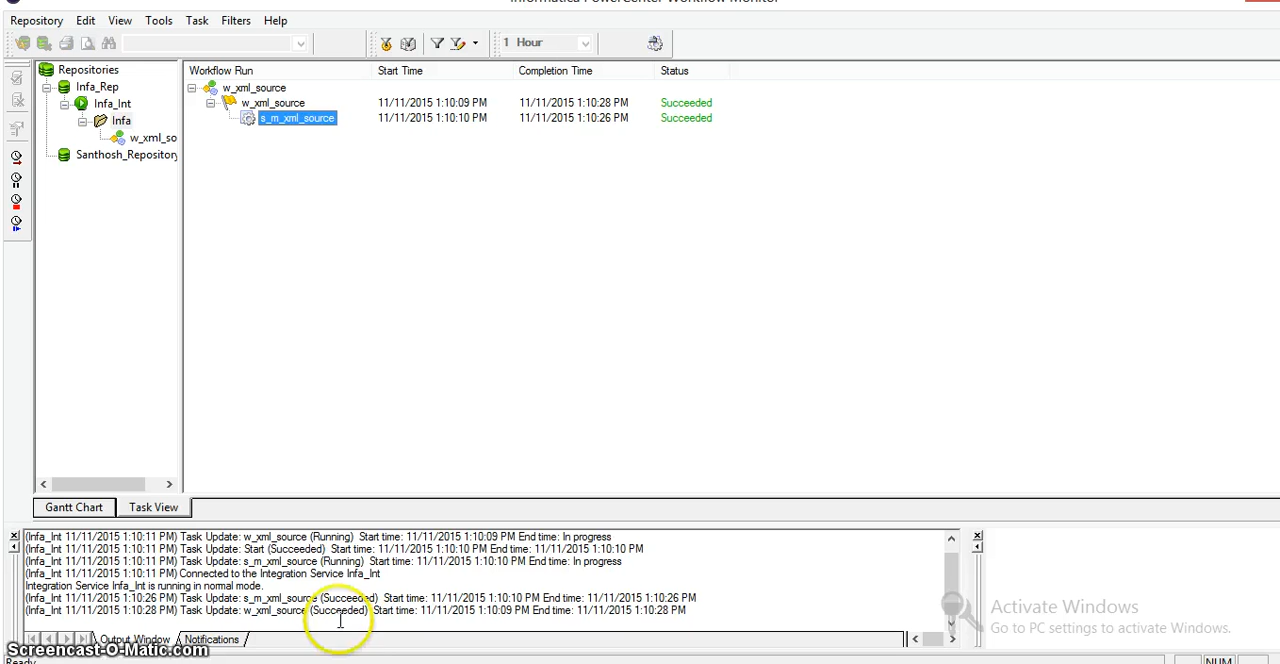 Informatica PowerCenter Workflow Monitor
Repository Edit View Tools Task Filters Help
1 Hour
Repositories
Infa_Rep
Infa_Int
Infa
w_xml_so
Santhosh_Repository
Workflow Run Start Time Completion Time Status
w_xml_source
w_xml_source 11/11/2015 1:10:09 PM 11/11/2015 1:10:28 PM Succeeded
s_m_xml_source 11/11/2015 1:10:10 PM 11/11/2015 1:10:26 PM Succeeded
Gantt Chart Task View
(Infa_Int 11/11/2015 1:10:11 PM) Task Update: w_xml_source (Running) Start time: 11/11/2015 1:10:09 PM End time: In progress
(Infa_Int 11/11/2015 1:10:11 PM) Task Update: Start (Succeeded) Start time: 11/11/2015 1:10:10 PM End time: 11/11/2015 1:10:10 PM
(Infa_Int 11/11/2015 1:10:11 PM) Task Update: s_m_xml_source (Running) Start time: 11/11/2015 1:10:10 PM End time: In progress
(Infa_Int 11/11/2015 1:10:11 PM) Connected to the Integration Service Infa_Int
Integration Service Infa_Int is running in normal mode.
(Infa_Int 11/11/2015 1:10:26 PM) Task Update: s_m_xml_source (Succeeded) Start time: 11/11/2015 1:10:10 PM End time: 11/11/2015 1:10:26 PM
(Infa_Int 11/11/2015 1:10:28 PM) Task Update: w_xml_source (Succeeded) Start time: 11/11/2015 1:10:09 PM End time: 11/11/2015 1:10:28 PM
Output Window Notifications
Activate Windows
Go to PC settings to activate Windows.
Screencast-O-Matic.com
Ready NUM